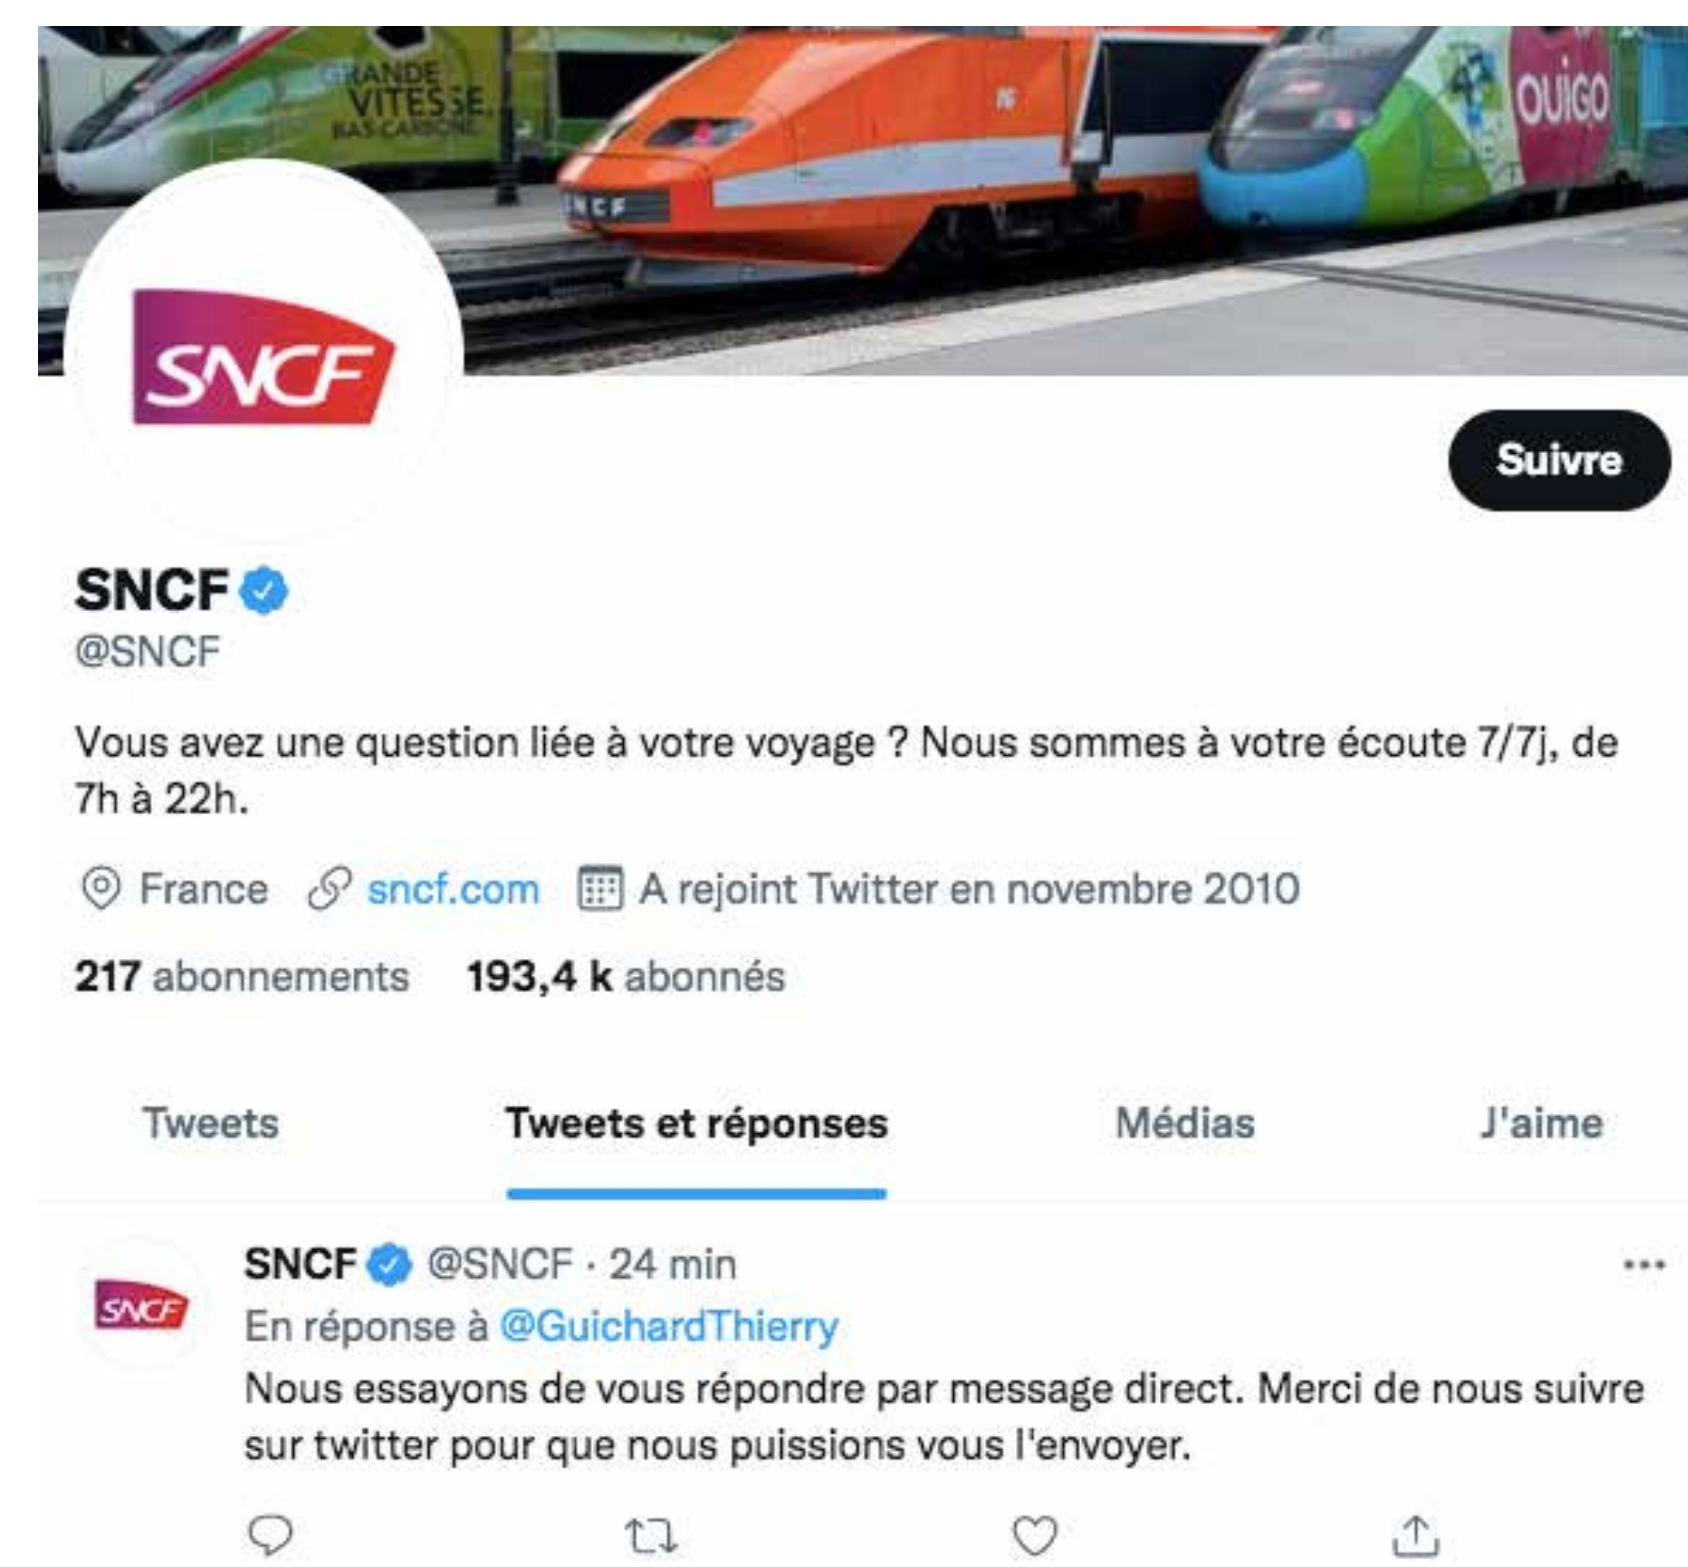 GRANDE
VITESSE
BAS CARBONE
SNCF
OUIGO
SNCF
Suivre
SNCF
@SNCF
Vous avez une question liée à votre voyage ? Nous sommes à votre écoute 7/7j, de
7h à 22h.
France sncf.com A rejoint Twitter en novembre 2010
217 abonnements 193,4 k abonnés
Tweets Tweets et réponses Médias J'aime
SNCF
SNCF @SNCF · 24 min
En réponse à @GuichardThierry
Nous essayons de vous répondre par message direct. Merci de nous suivre
sur twitter pour que nous puissions vous l'envoyer.